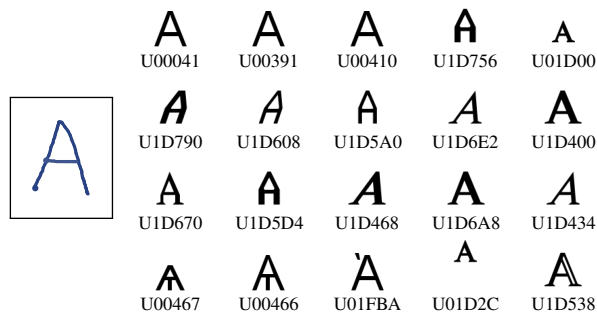 A Α А 𝝖 ᴀ
U00041 U00391 U00410 U1D756 U01D00
A
𝞐 𝘈 𝖠 𝛢 𝐀
U1D790 U1D608 U1D5A0 U1D6E2 U1D400
𝙰 𝗔 𝑨 𝚨 𝐴
U1D670 U1D5D4 U1D468 U1D6A8 U1D434
ѧ Ѧ Ὰ ᴬ 𝔸
U00467 U00466 U01FBA U01D2C U1D538